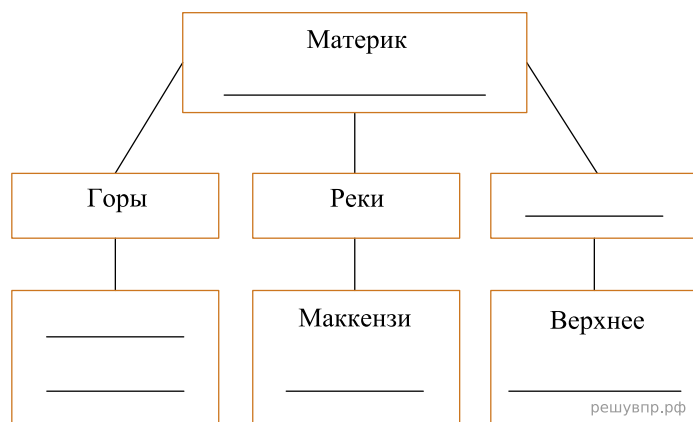 Материк
Горы
Реки
Маккензи
Верхнее
решувпр.рф